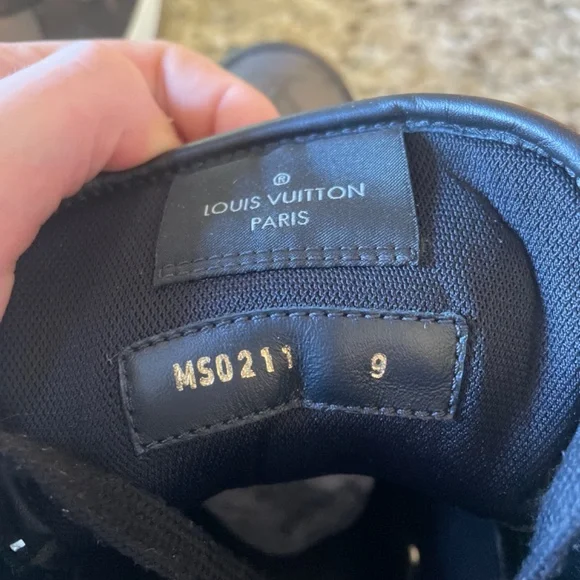 ®
LOUIS VUITTON
PARIS
MS0211 9